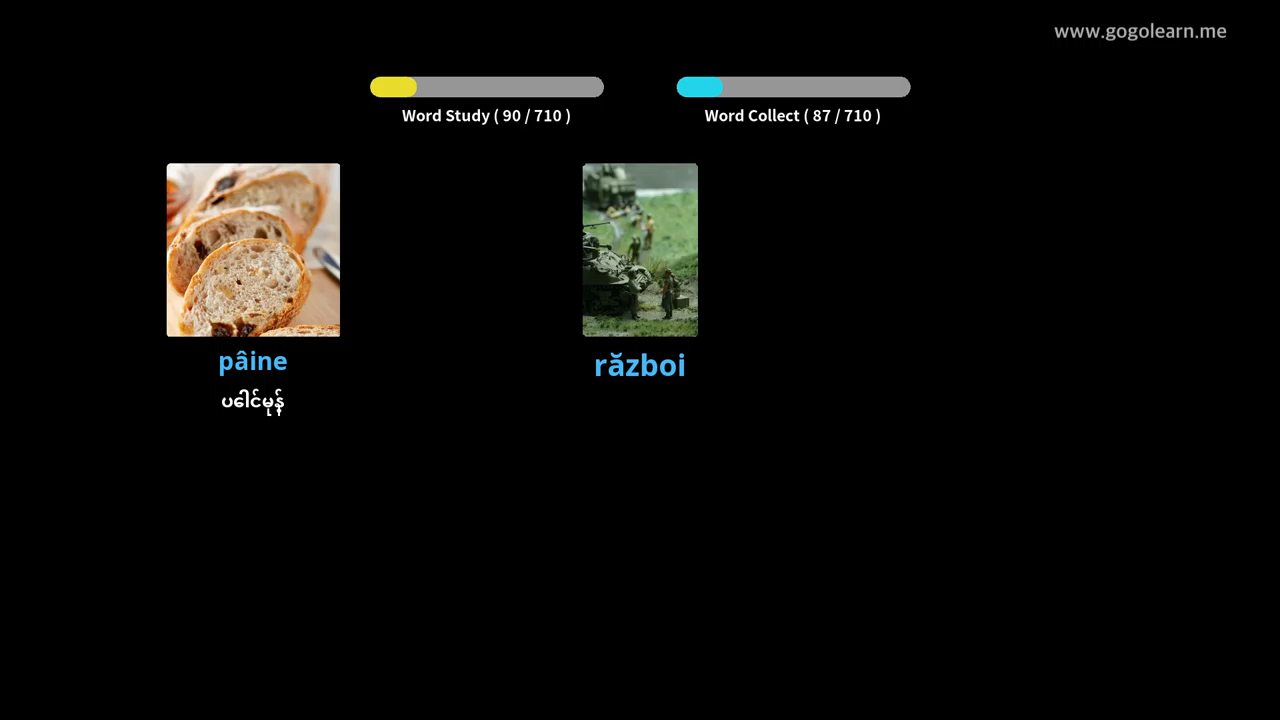 www.gogolearn.me
Word Study ( 90 / 710 )
Word Collect ( 87 / 710 )
pâine
ပေါင်မုန့်
război